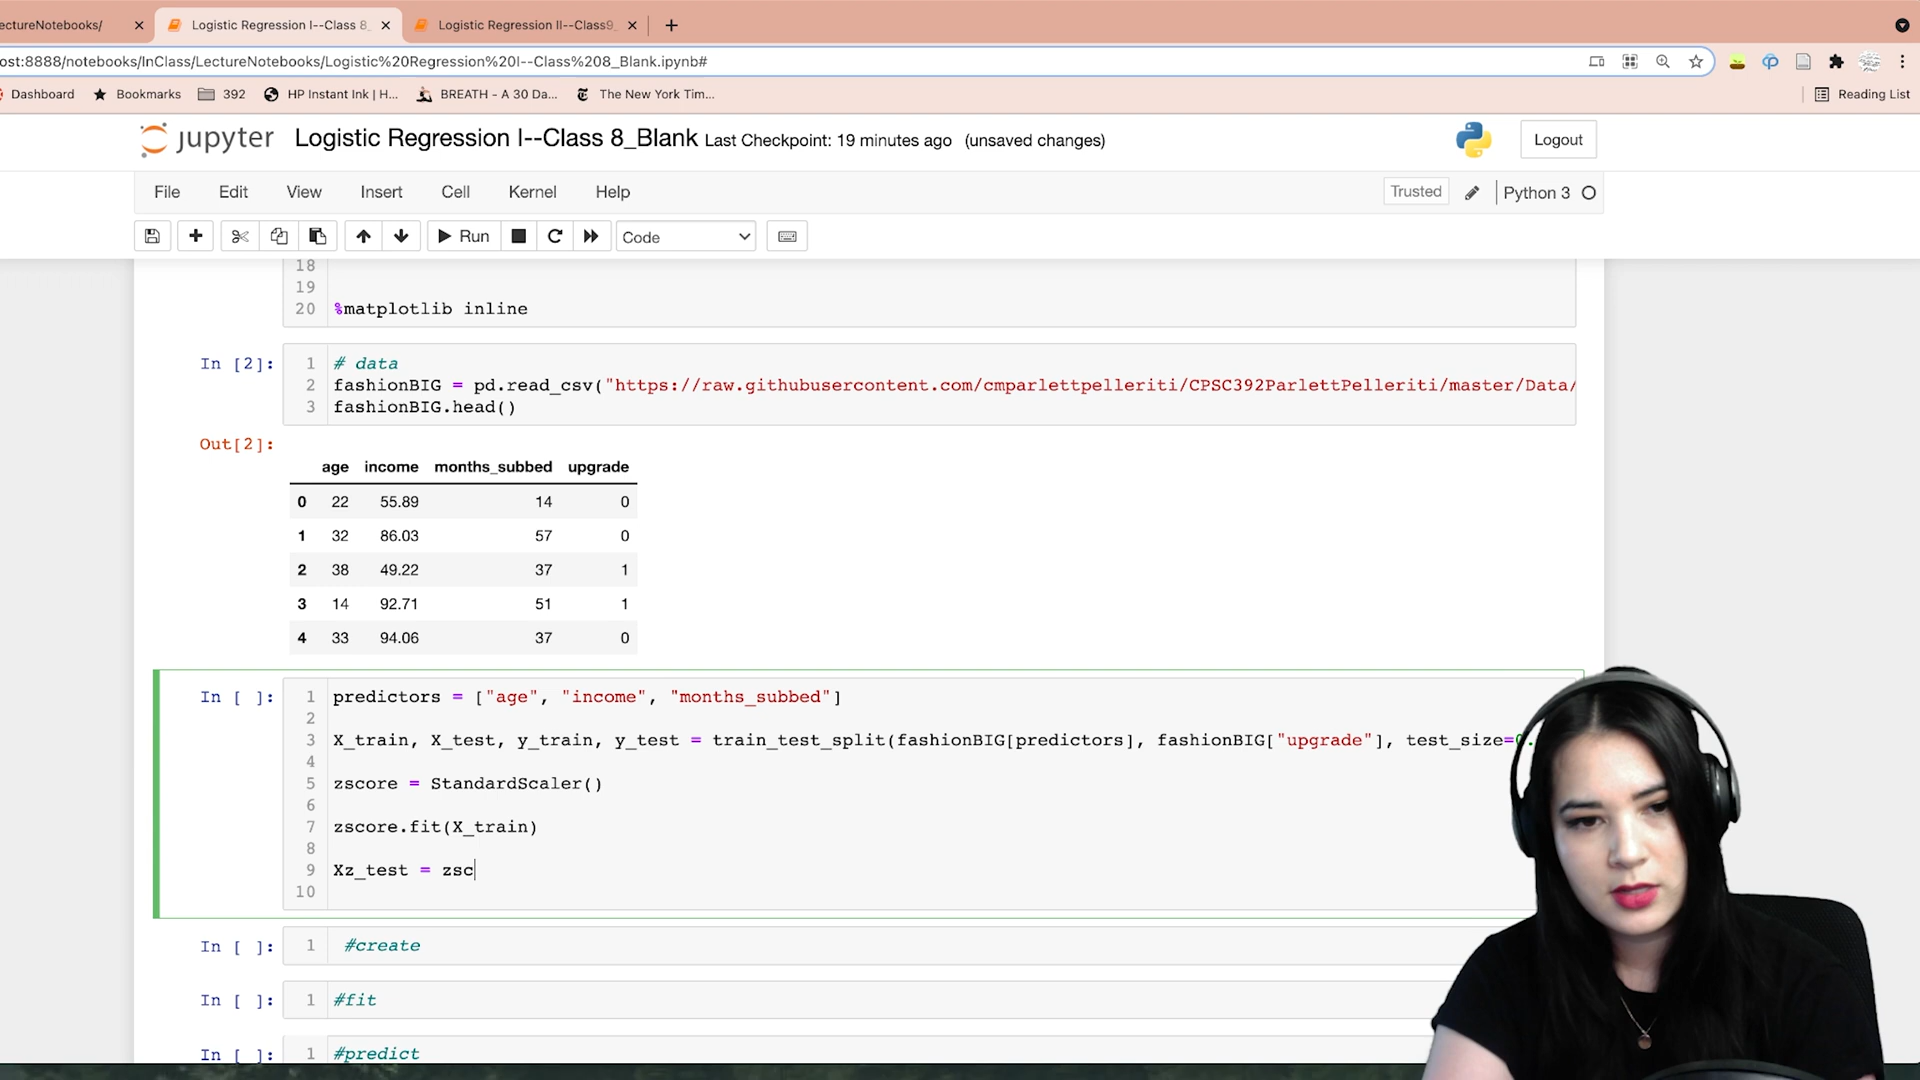 ectureNotebooks/
Logistic Regression I--Class 8_
Logistic Regression II--Class9_
ost:8888/notebooks/InClass/LectureNotebooks/Logistic%20Regression%20I--Class%208_Blank.ipynb#
Dashboard Bookmarks 392 HP Instant Ink | H... BREATH - A 30 Da... The New York Tim... Reading List
jupyter Logistic Regression I--Class 8_Blank Last Checkpoint: 19 minutes ago (unsaved changes) Logout
File Edit View Insert Cell Kernel Help Trusted Python 3
Run Code
18
19
20 %matplotlib inline
In [2]: 1 # data
2 fashionBIG = pd.read_csv("https://raw.githubusercontent.com/cmparlettpelleriti/CPSC392ParlettPelleriti/master/Data/
3 fashionBIG.head()
Out[2]:
age income months_subbed upgrade
0 22 55.89 14 0
1 32 86.03 57 0
2 38 49.22 37 1
3 14 92.71 51 1
4 33 94.06 37 0
In [ ]: 1 predictors = ["age", "income", "months_subbed"]
2
3 X_train, X_test, y_train, y_test = train_test_split(fashionBIG[predictors], fashionBIG["upgrade"], test_size=0.
4
5 zscore = StandardScaler()
6
7 zscore.fit(X_train)
8
9 Xz_test = zsc
10
In [ ]: 1 #create
In [ ]: 1 #fit
In [ ]: 1 #predict